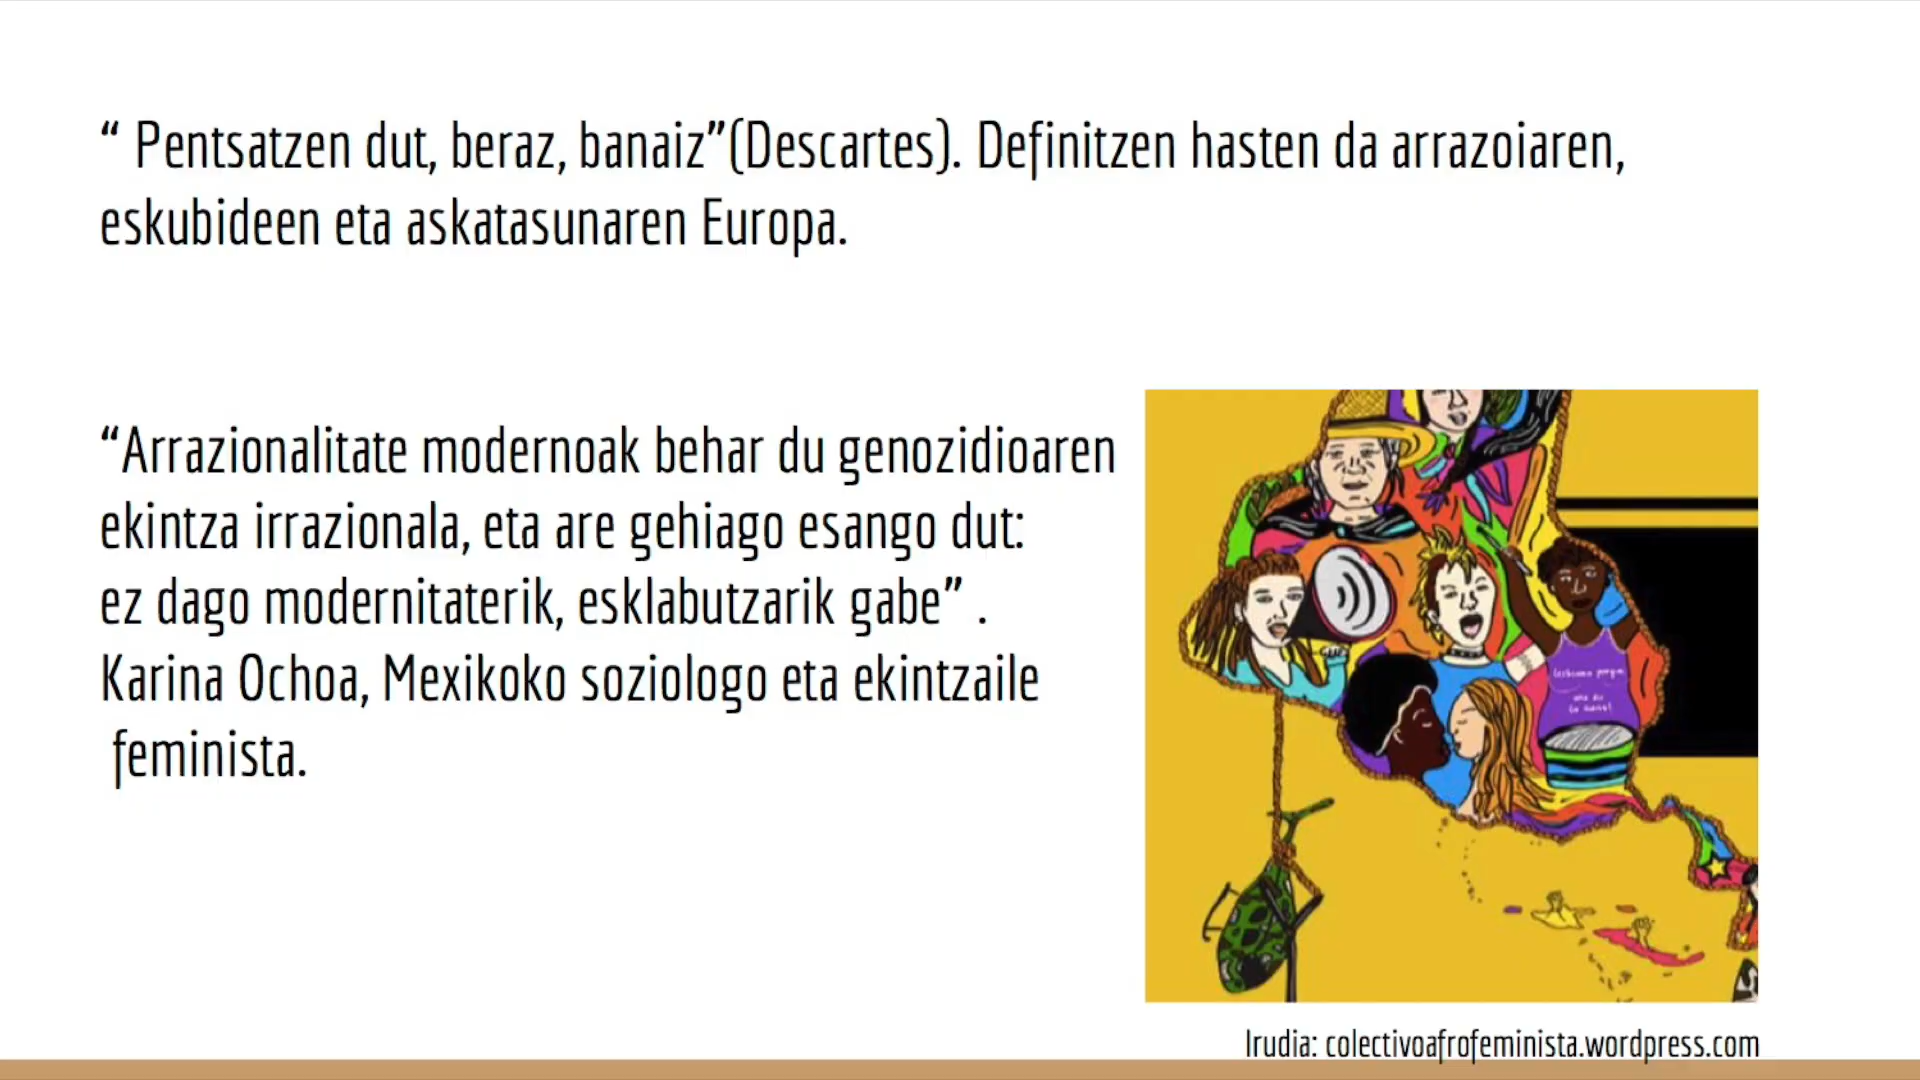 “ Pentsatzen dut, beraz, banaiz”(Descartes). Definitzen hasten da arrazoiaren,
eskubideen eta askatasunaren Europa.
“Arrazionalitate modernoak behar du genozidioaren
ekintza irrazionala, eta are gehiago esango dut:
ez dago modernitaterik, esklabutzarik gabe” .
Karina Ochoa, Mexikoko soziologo eta ekintzaile
feminista.
lesbiana porque
Irudia: colectivoafrofeminista.wordpress.com